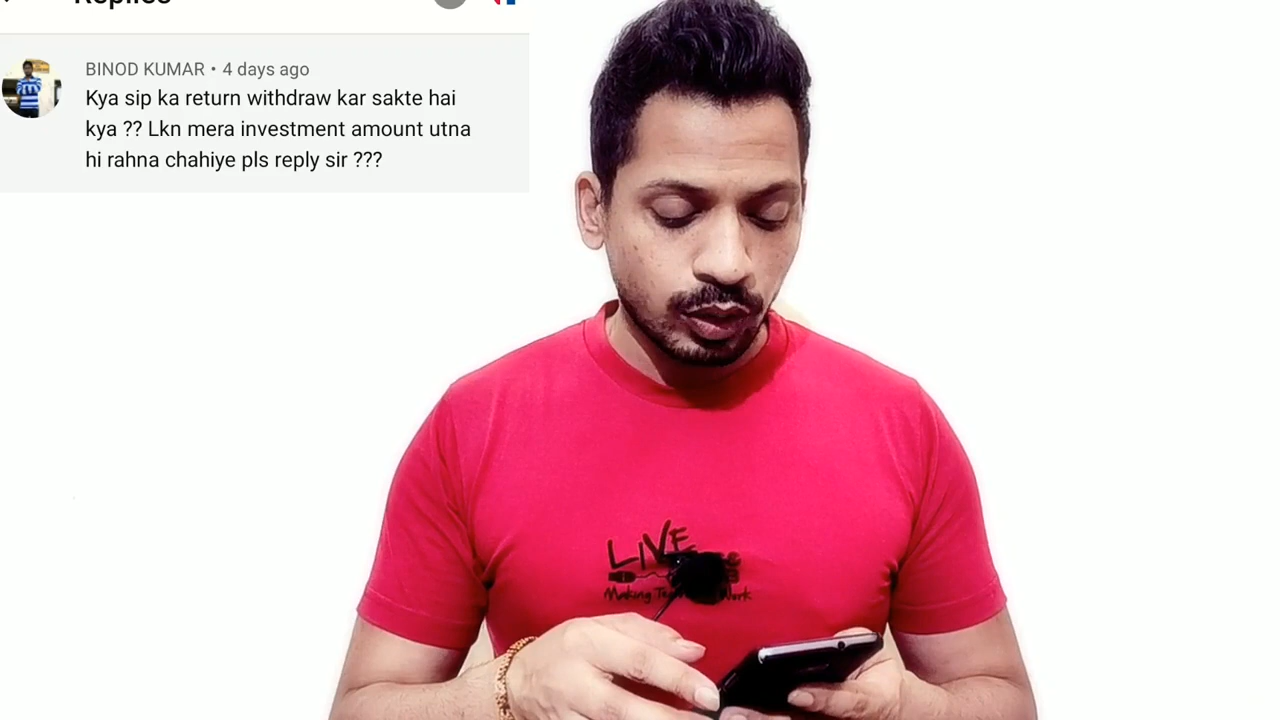 BINOD KUMAR • 4 days ago
Kya sip ka return withdraw kar sakte hai
kya ?? Lkn mera investment amount utna
hi rahna chahiye pls reply sir ???
LIVE
Making